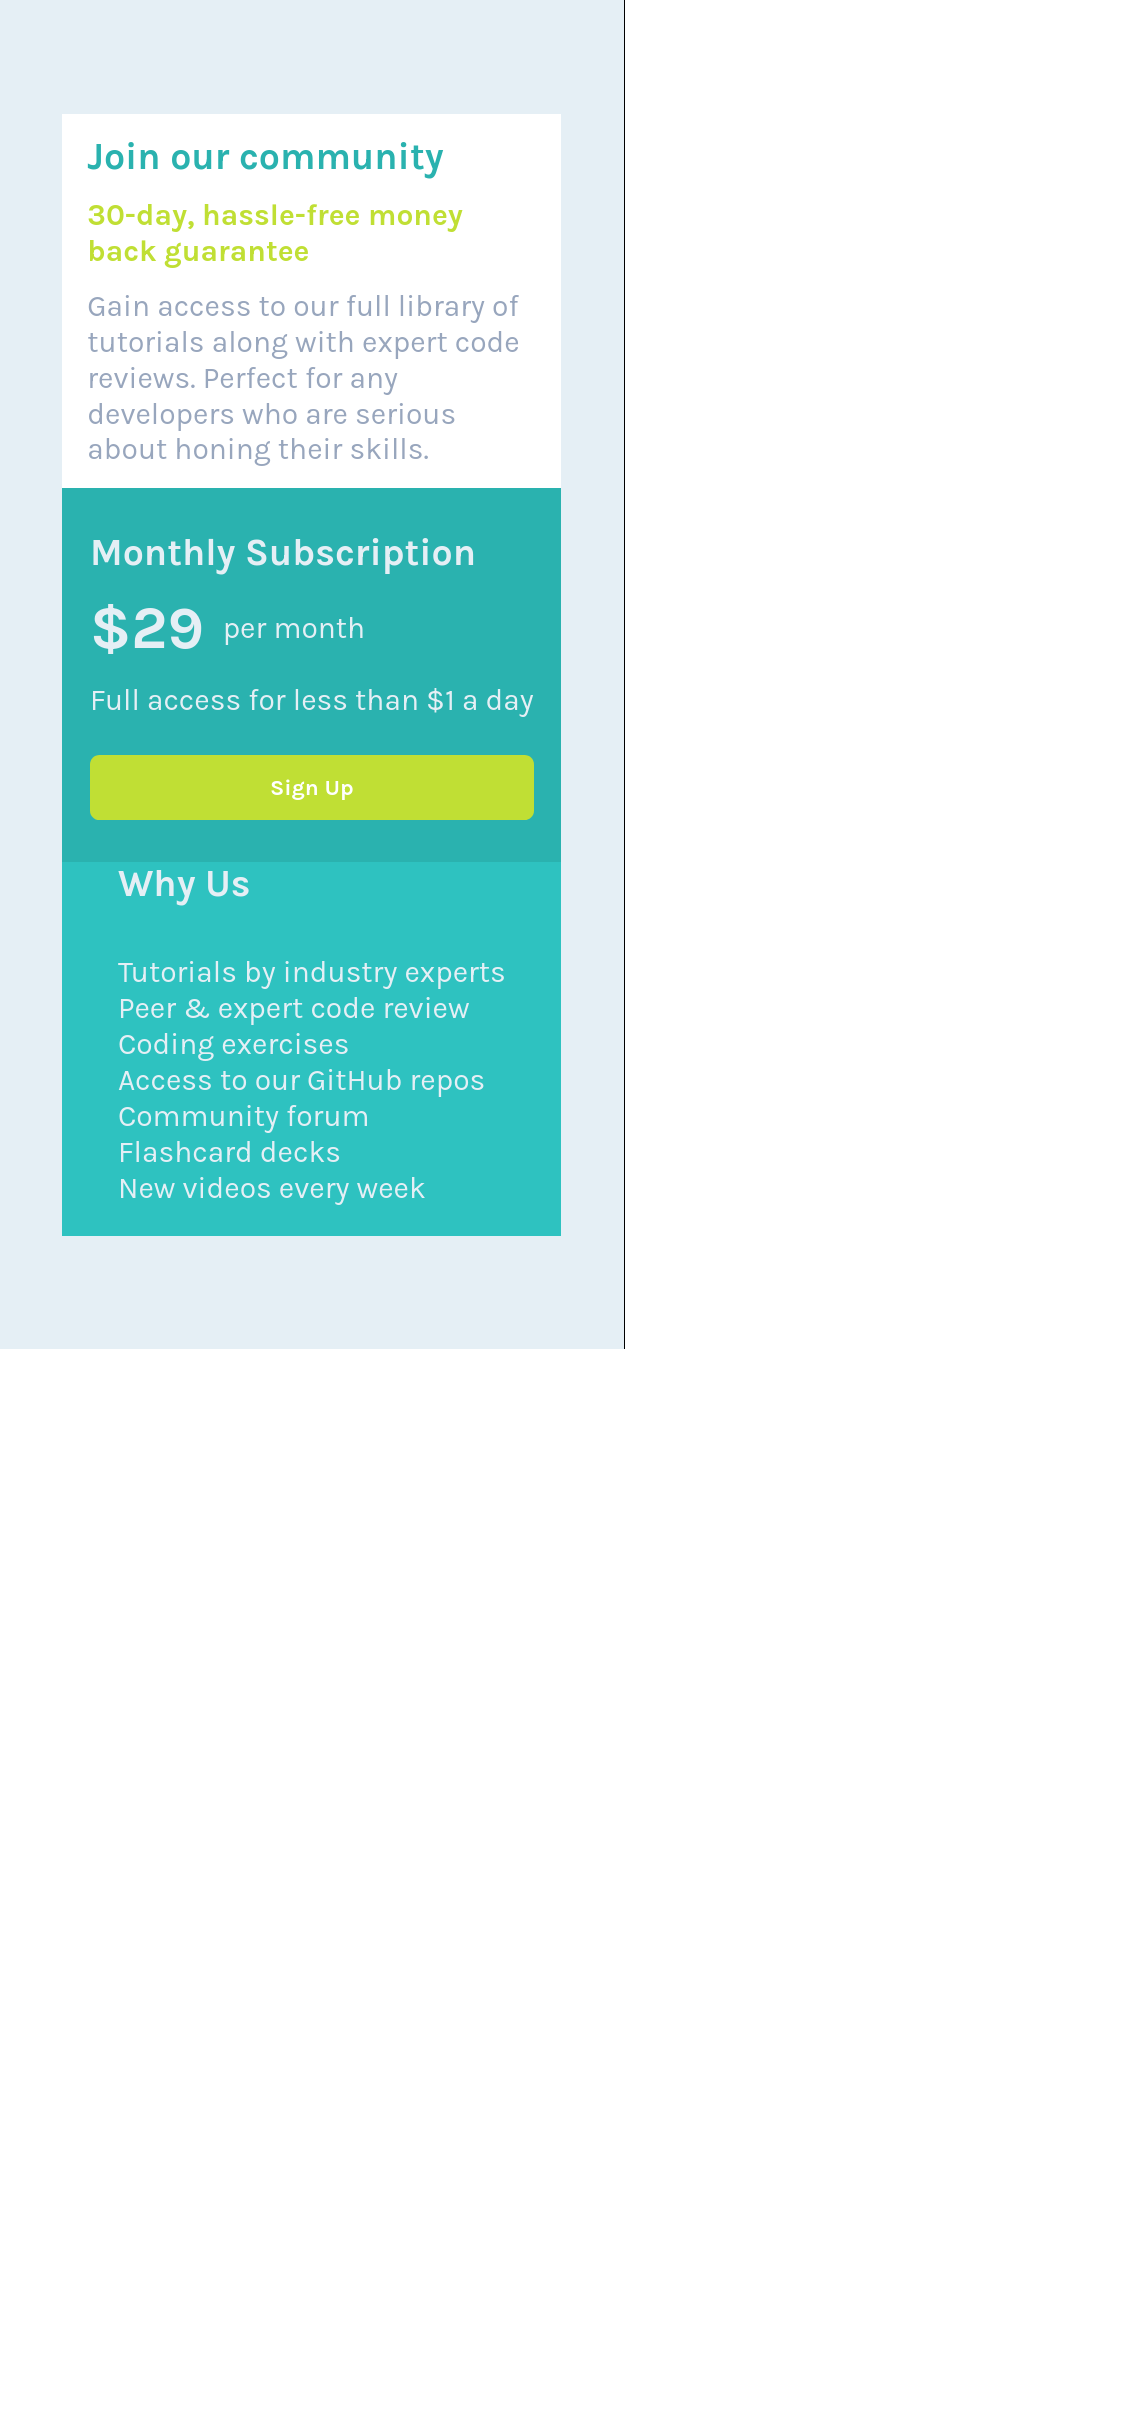 Join our community
30-day, hassle-free money
back guarantee
Gain access to our full library of
tutorials along with expert code
reviews. Perfect for any
developers who are serious
about honing their skills.
Monthly Subscription
$29 per month
Full access for less than $1 a day
Sign Up
Why Us
Tutorials by industry experts
Peer & expert code review
Coding exercises
Access to our GitHub repos
Community forum
Flashcard decks
New videos every week